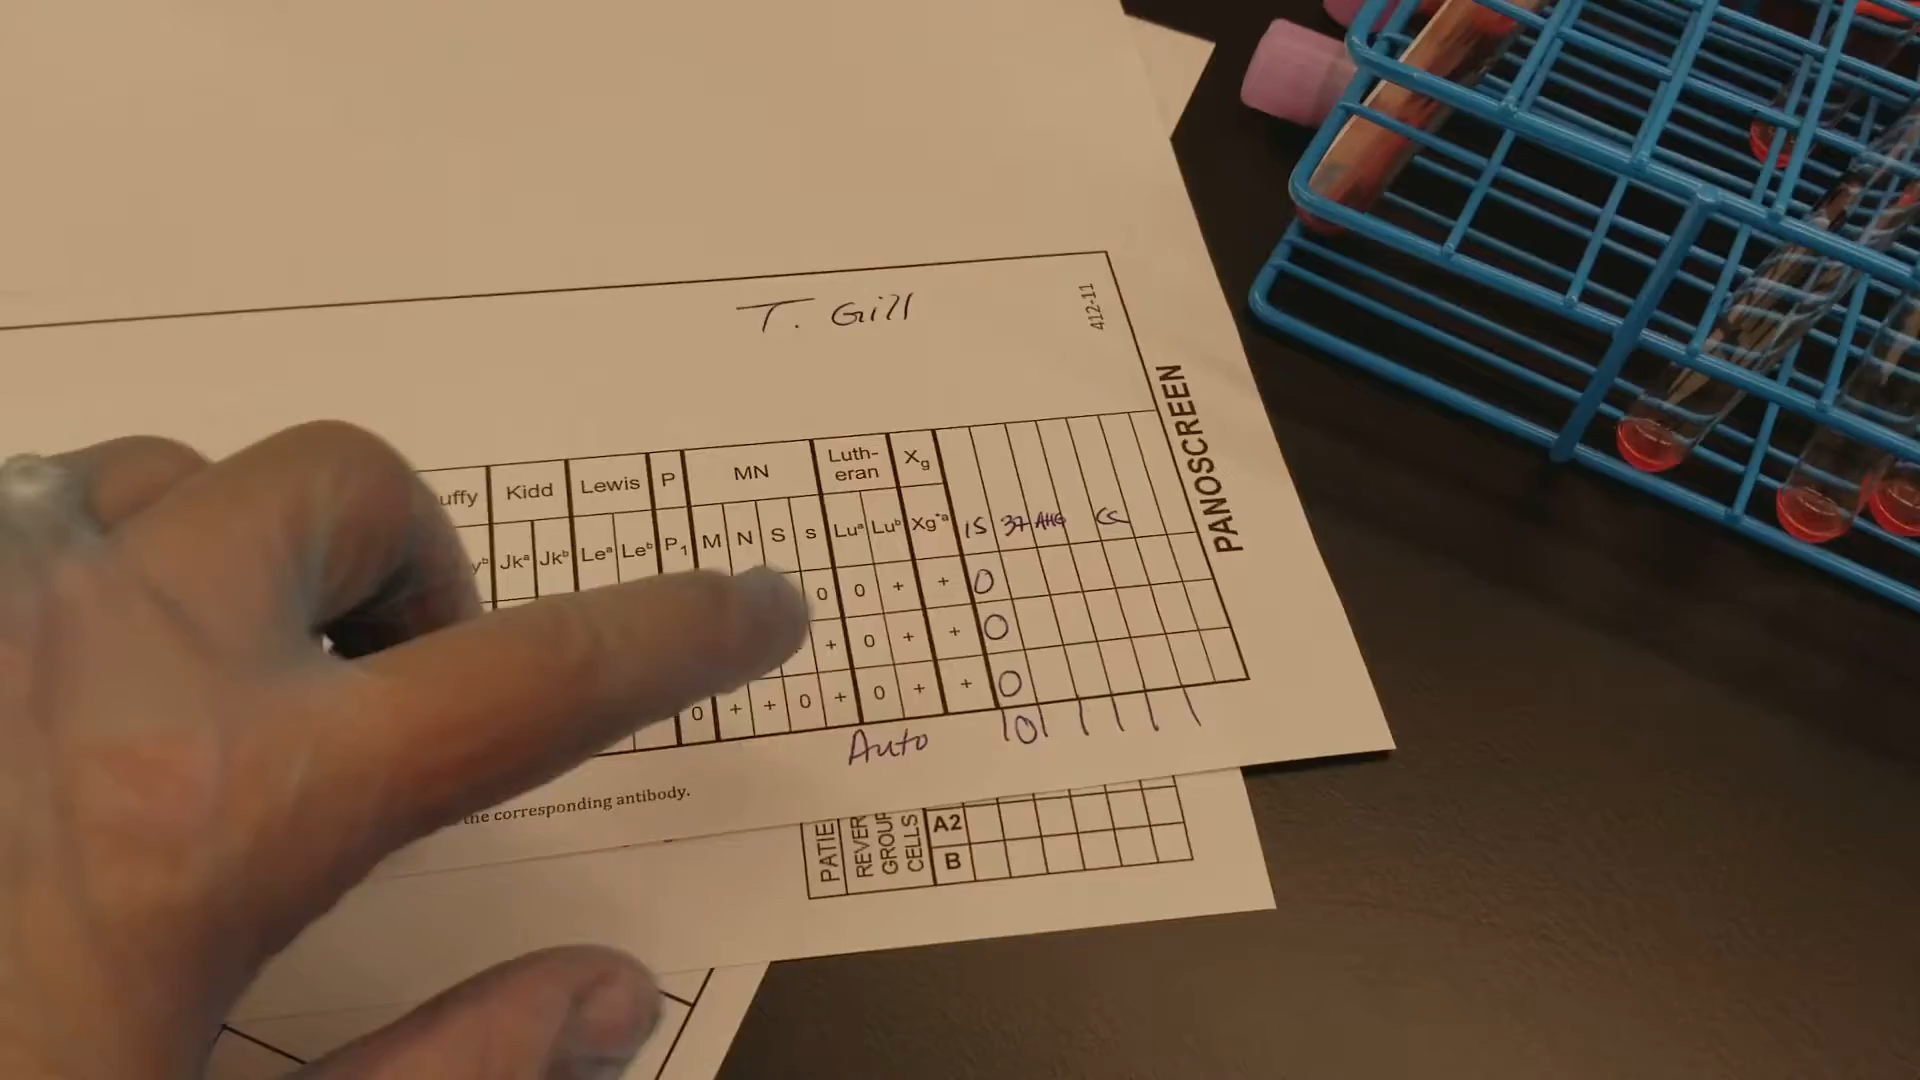 T. Gill
412-11
PANOSCREEN
uffy Kidd Lewis P MN Luth-eran Xg
yb Jka Jkb Lea Leb P1 M N S s Lua Lub Xg*a IS 37 AHG CC
0 0 + + 0
+ 0 + + 0
0 + + 0 + 0 + + 0
Auto 0
the corresponding antibody.
PATIE
REVER
GROUP
CELLS
A2
B